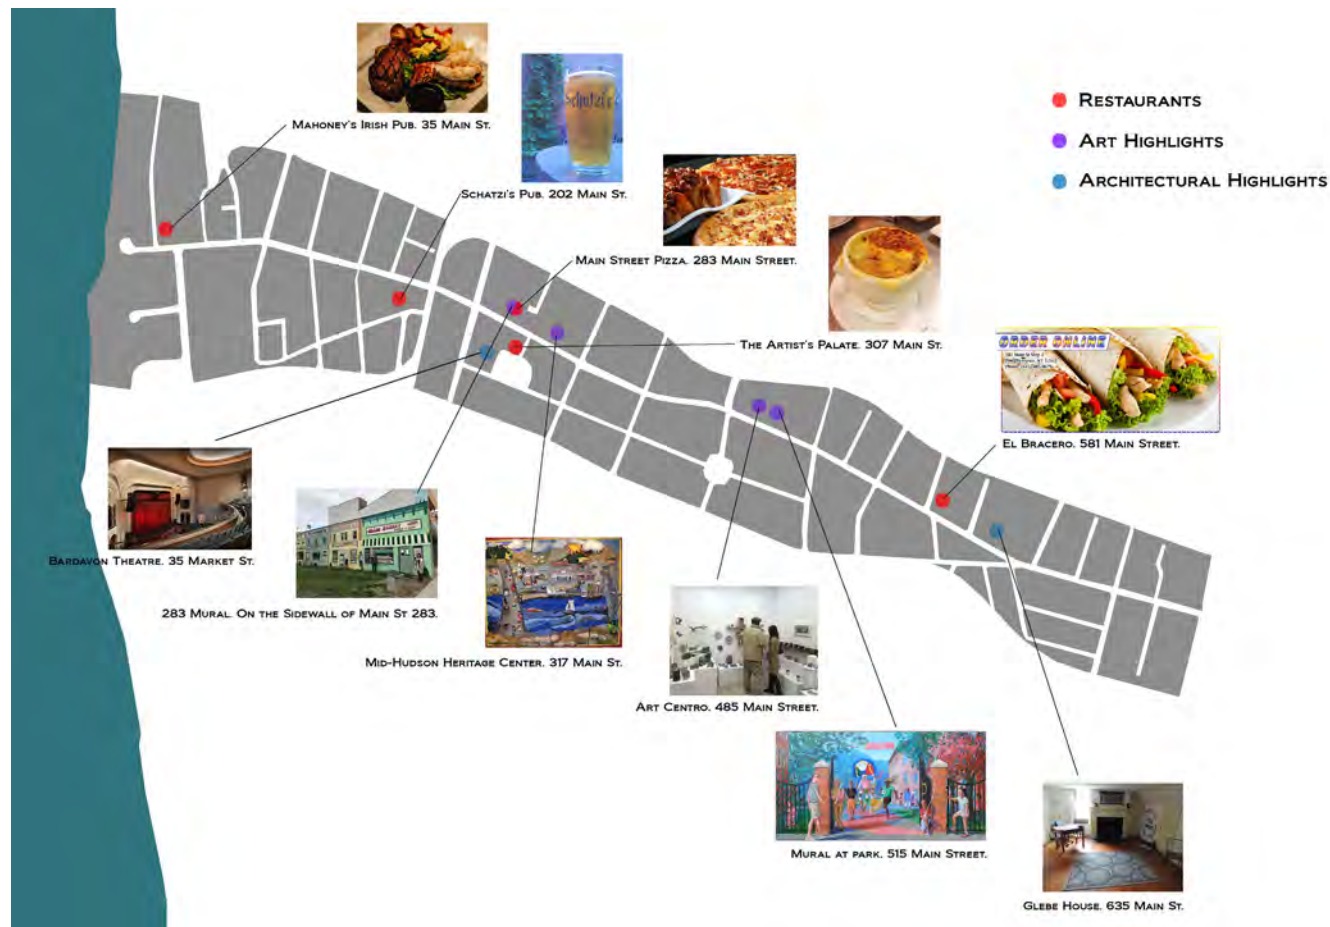 Mahoney's Irish Pub. 35 Main St.
Schatzi's Pub. 202 Main St.
Main Street Pizza. 283 Main Street.
The Artist's Palate. 307 Main St.
Restaurants
Art Highlights
Architectural Highlights
ORDER ONLINE
El Bracero. 581 Main Street.
Bardavon Theatre. 35 Market St.
283 Mural. On the Sidewall of Main St 283.
Mid-Hudson Heritage Center. 317 Main St.
Art Centro. 485 Main Street.
Mural at park. 515 Main Street.
Glebe House. 635 Main St.